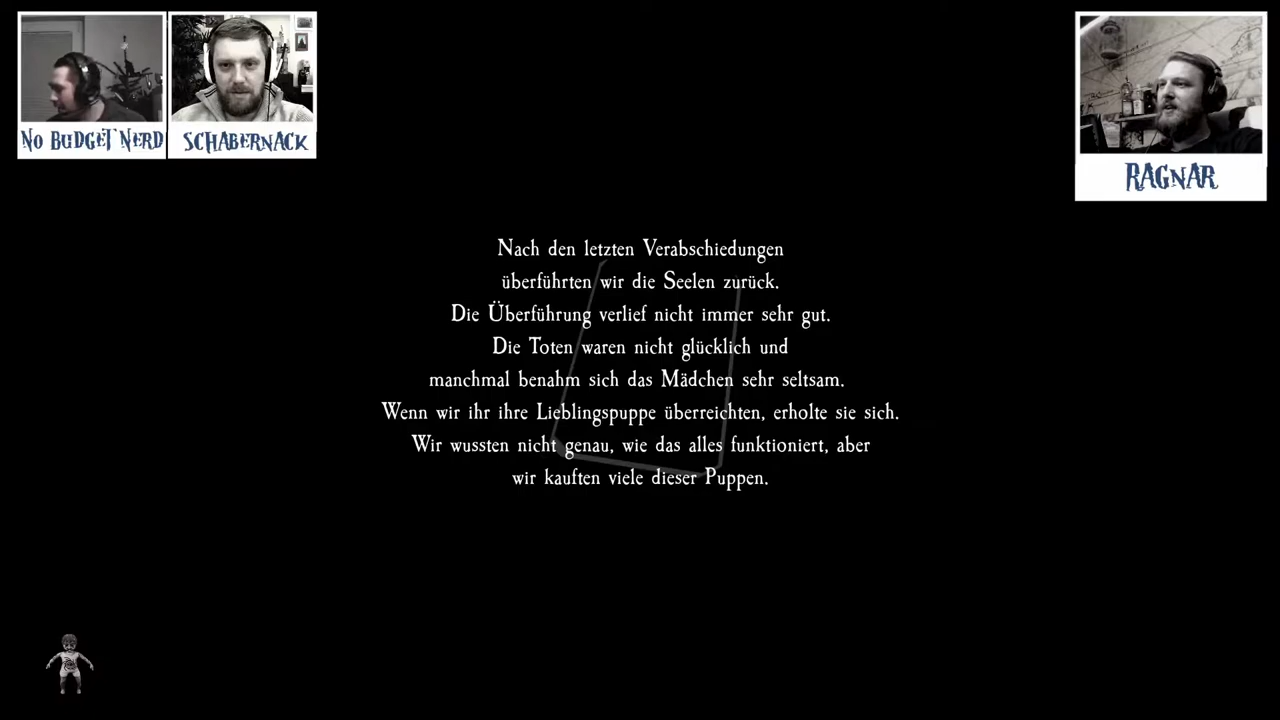 NO BUDGET NERD
SCHABERNACK
RAGNAR
Nach den letzten Verabschiedungen
überführten wir die Seelen zurück.
Die Überführung verlief nicht immer sehr gut.
Die Toten waren nicht glücklich und
manchmal benahm sich das Mädchen sehr seltsam.
Wenn wir ihr ihre Lieblingspuppe überreichten, erholte sie sich.
Wir wussten nicht genau, wie das alles funktioniert, aber
wir kauften viele dieser Puppen.